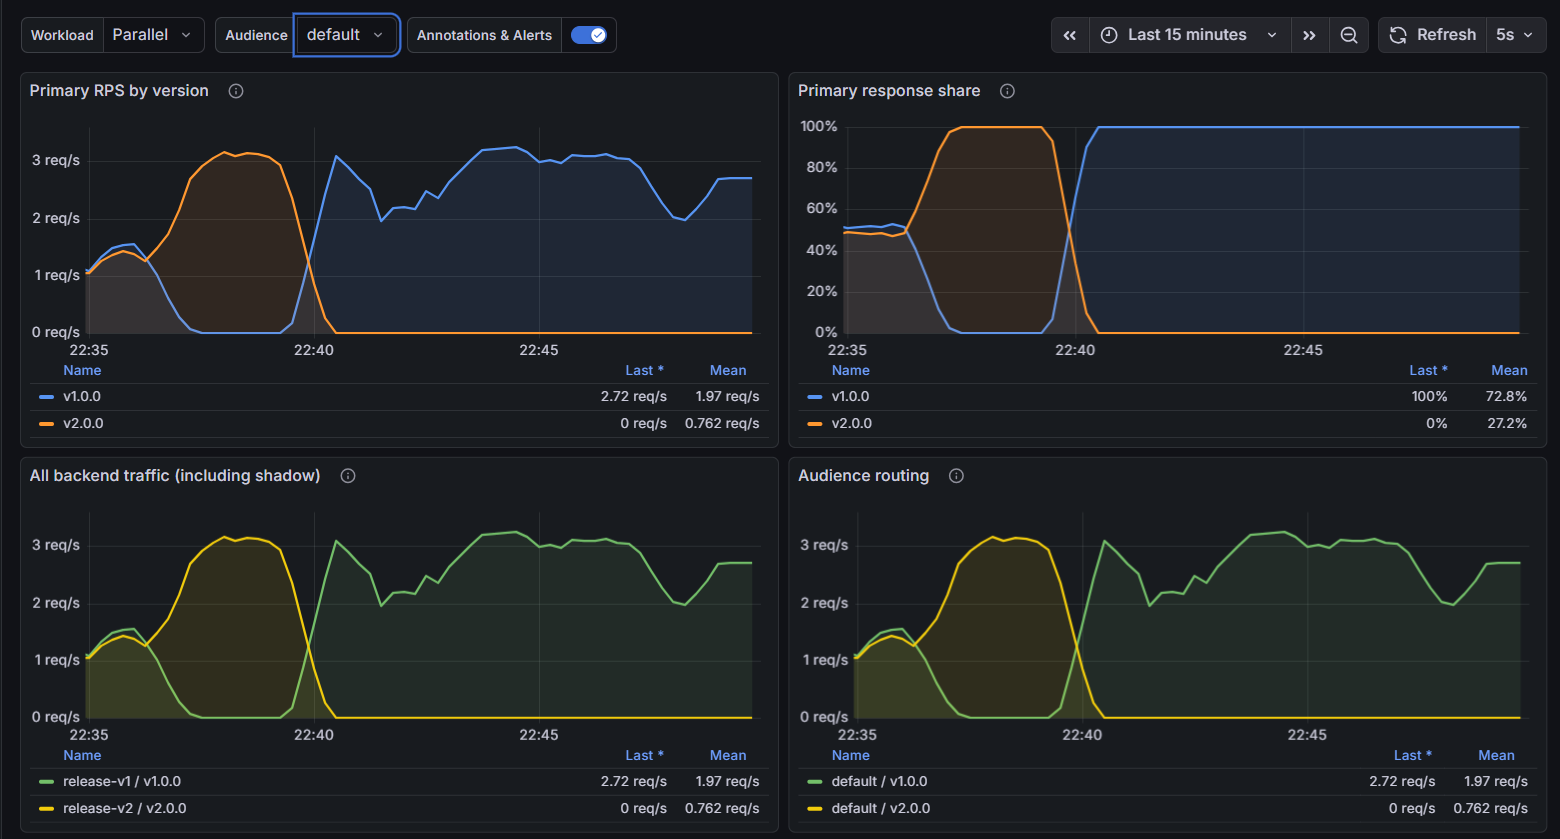 Workload Parallel Audience default Annotations & Alerts Last 15 minutes Refresh 5s
Primary RPS by version
3 req/s
2 req/s
1 req/s
0 req/s
22:35 22:40 22:45
Name Last * Mean
v1.0.0 2.72 req/s 1.97 req/s
v2.0.0 0 req/s 0.762 req/s
Primary response share
100%
80%
60%
40%
20%
0%
22:35 22:40 22:45
Name Last * Mean
v1.0.0 100% 72.8%
v2.0.0 0% 27.2%
All backend traffic (including shadow)
3 req/s
2 req/s
1 req/s
0 req/s
22:35 22:40 22:45
Name Last * Mean
release-v1 / v1.0.0 2.72 req/s 1.97 req/s
release-v2 / v2.0.0 0 req/s 0.762 req/s
Audience routing
3 req/s
2 req/s
1 req/s
0 req/s
22:35 22:40 22:45
Name Last * Mean
default / v1.0.0 2.72 req/s 1.97 req/s
default / v2.0.0 0 req/s 0.762 req/s